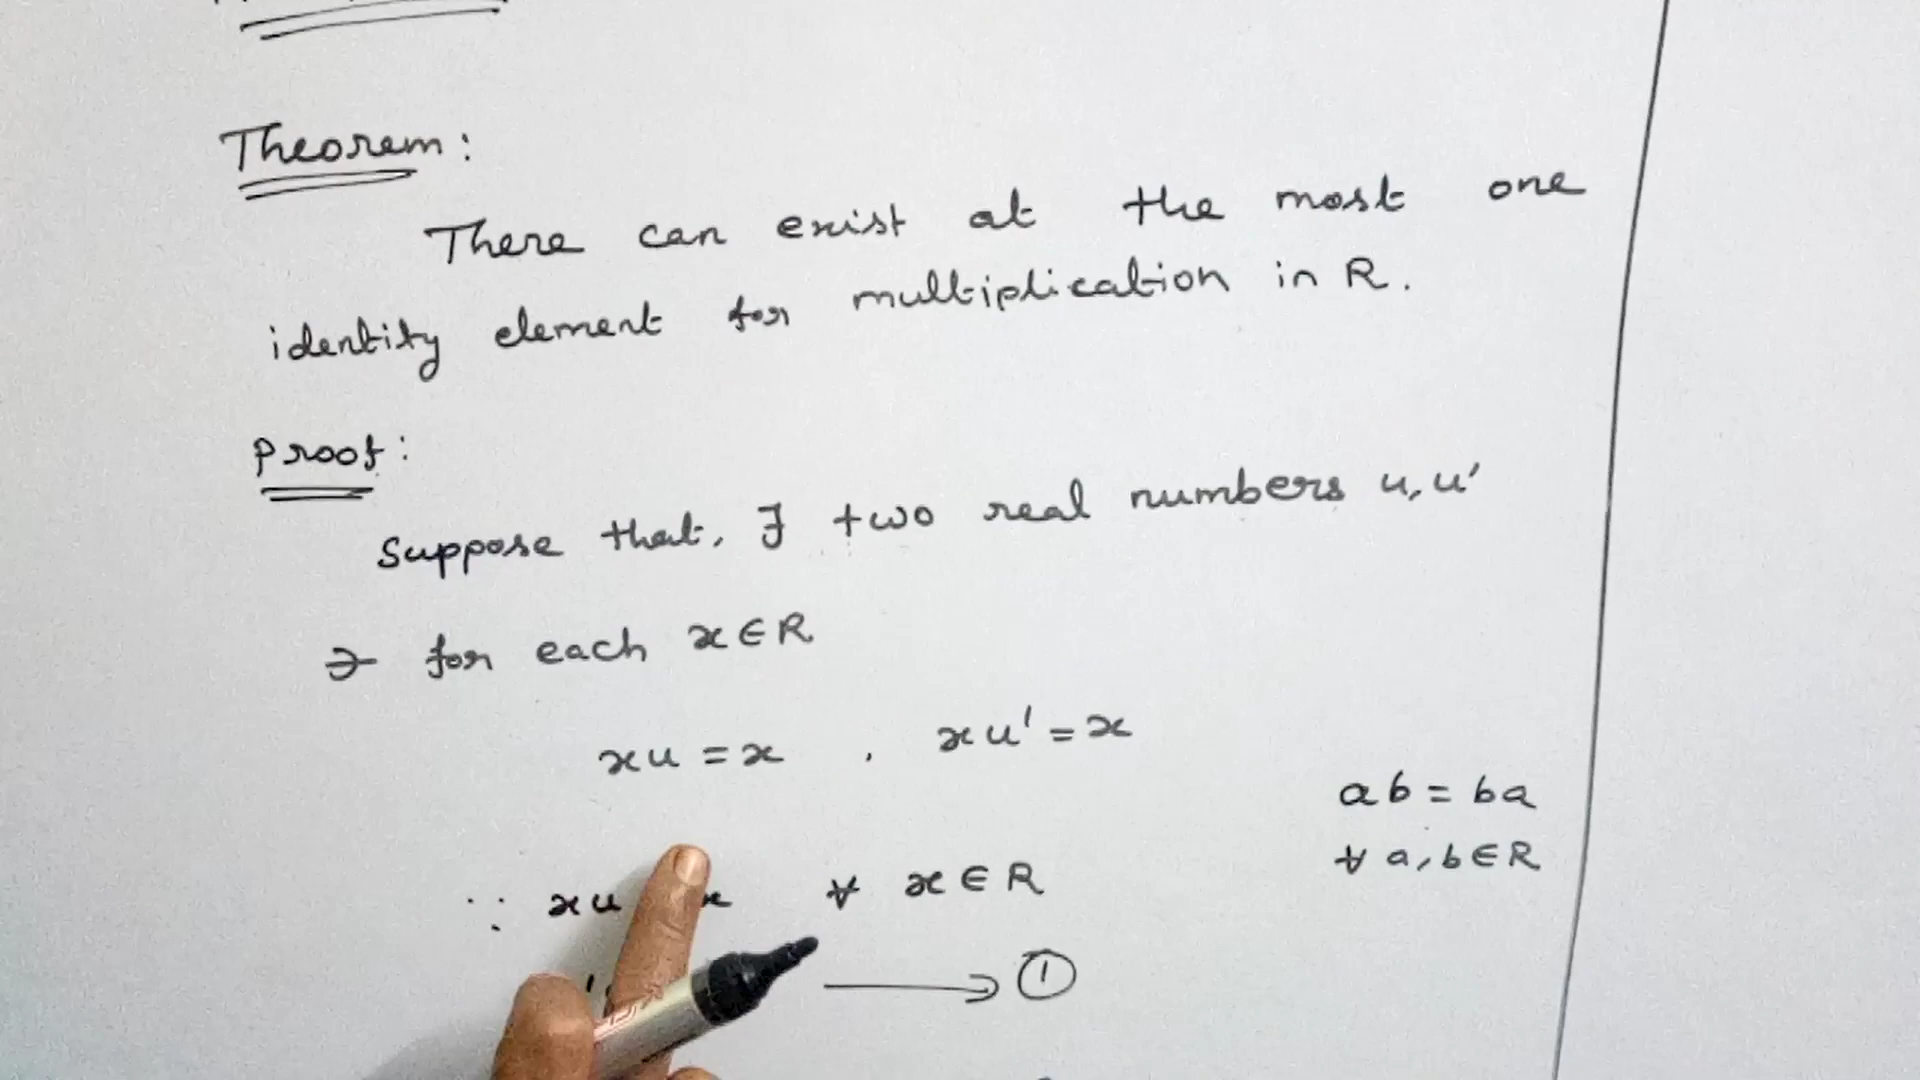 Theorem:
There can exist at the most one
identity element for multiplication in R.
Proof:
Suppose that, ∃ two real numbers u, u'
∋ for each x∈R
xu = x , xu' = x
ab = ba
∀ a, b∈R
∵ xu x ∀ x∈R
→ ①